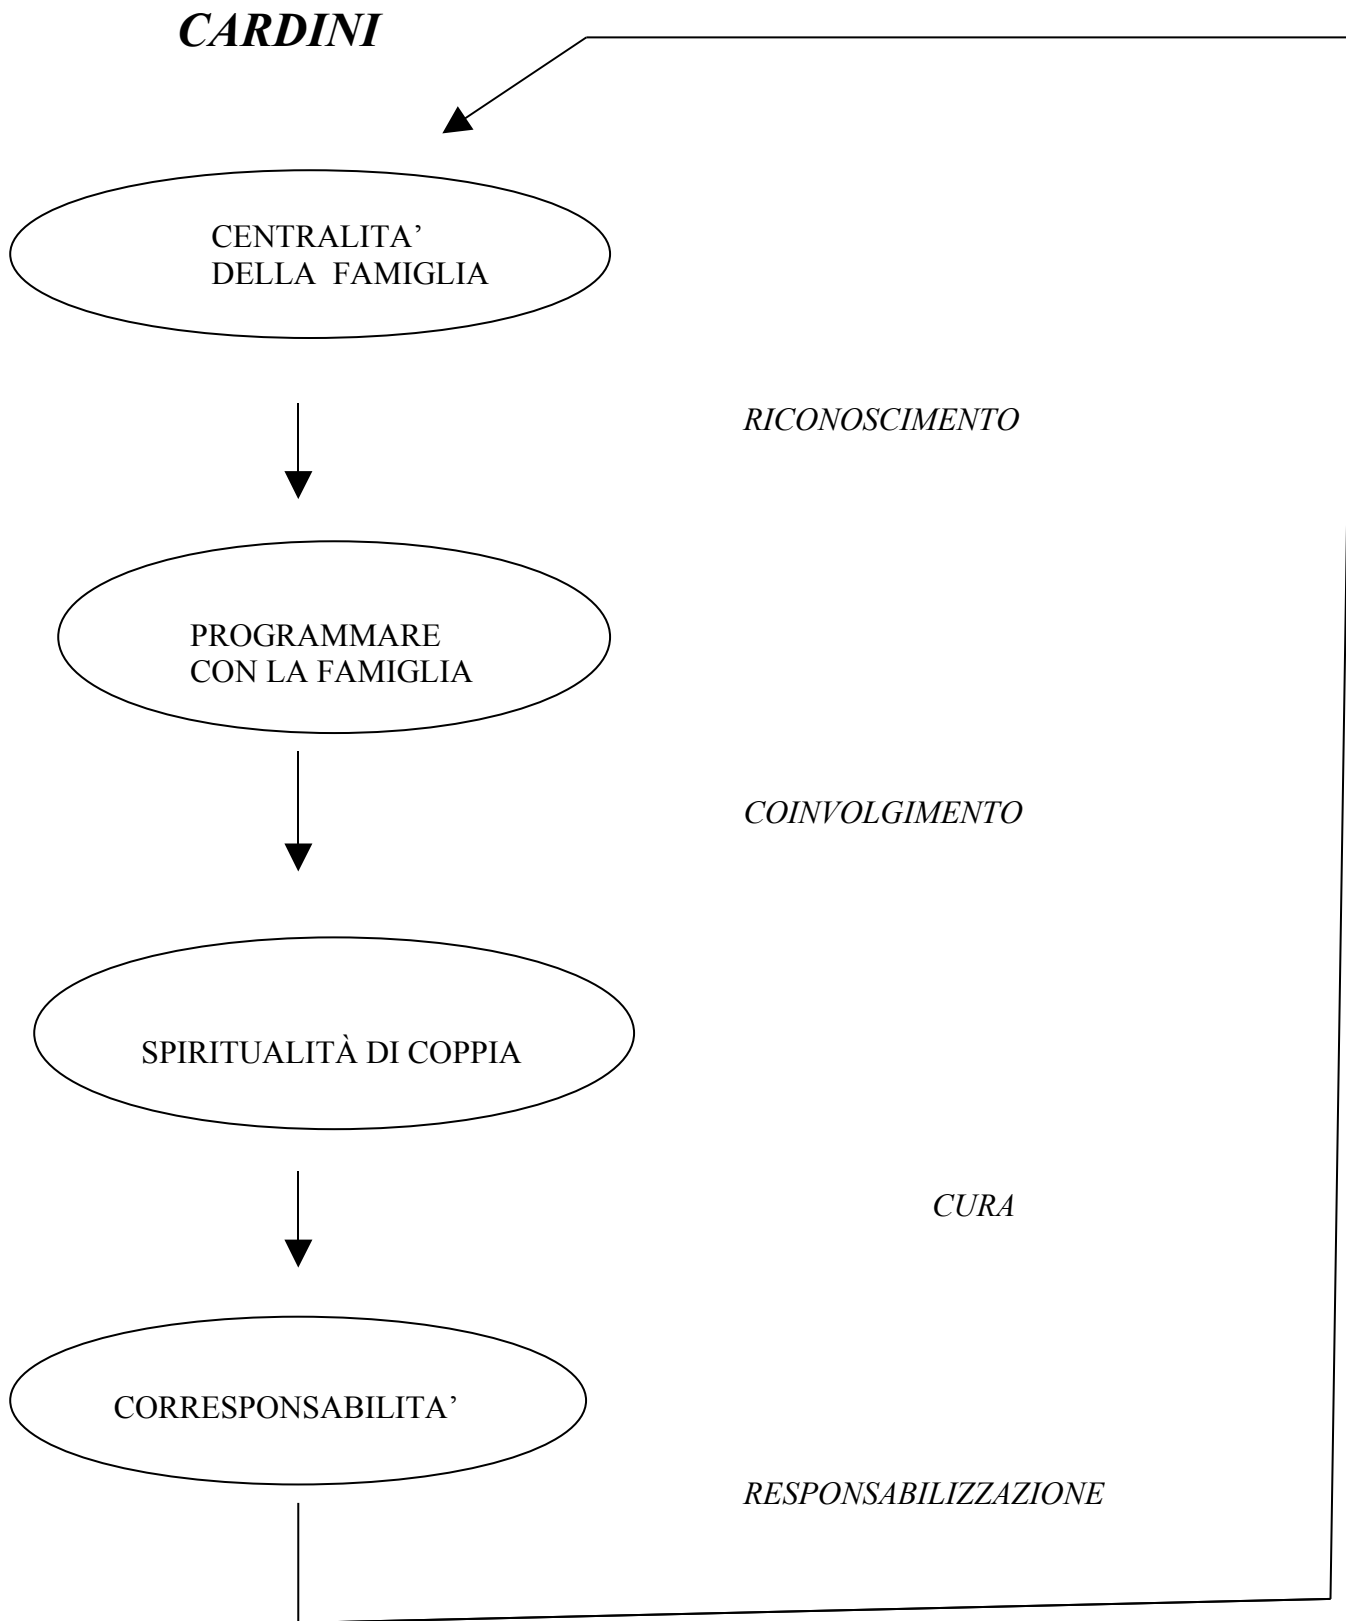 CARDINI
CENTRALITA’
DELLA FAMIGLIA
RICONOSCIMENTO
PROGRAMMARE
CON LA FAMIGLIA
COINVOLGIMENTO
SPIRITUALITÀ DI COPPIA
CURA
CORRESPONSABILITA’
RESPONSABILIZZAZIONE